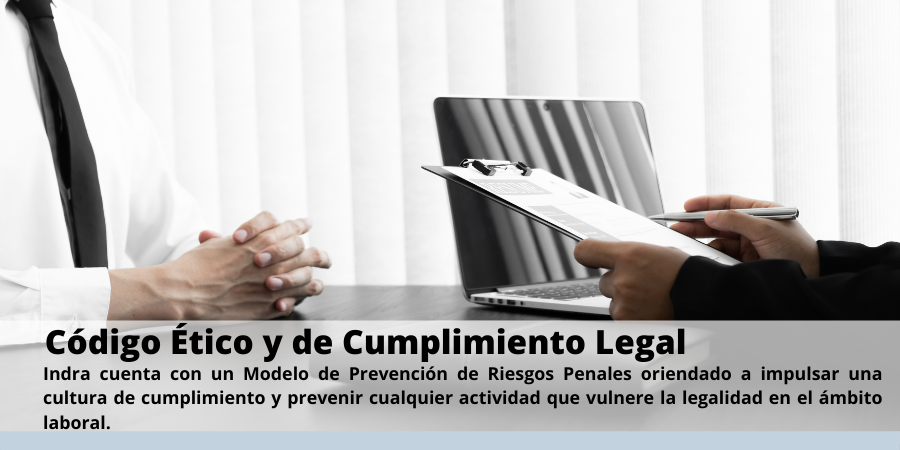 Código Ético y de Cumplimiento Legal
Indra cuenta con un Modelo de Prevención de Riesgos Penales oriendado a impulsar una
cultura de cumplimiento y prevenir cualquier actividad que vulnere la legalidad en el ámbito
laboral.